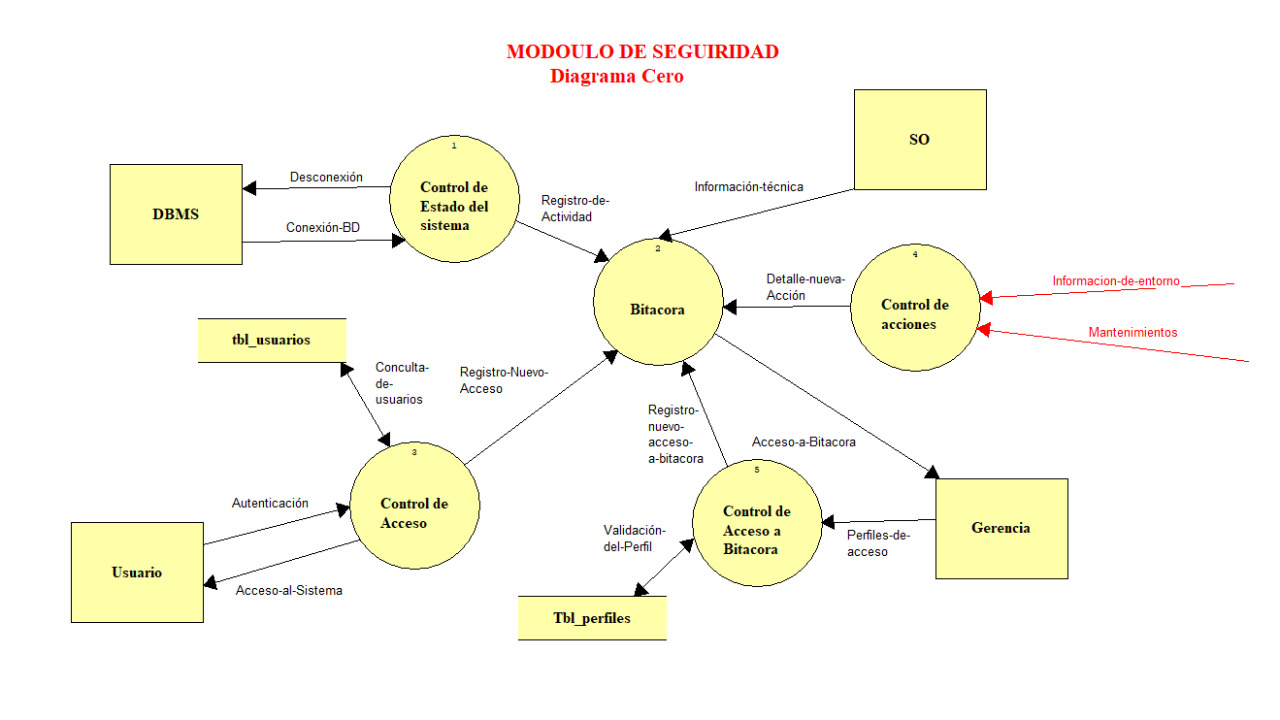 MODOULO DE SEGUIRIDAD
Diagrama Cero
SO
1
Control de
Estado del
sistema
Desconexión
DBMS
Conexión-BD
Registro-de-
Actividad
Información-técnica
2
Bitacora
4
Control de
acciones
Detalle-nueva-
Acción
Informacion-de-entorno
Mantenimientos
tbl_usuarios
Conculta-
de-
usuarios
Registro-Nuevo-
Acceso
Registro-
nuevo-
acceso-
a-bitacora
Acceso-a-Bitacora
3
Control de
Acceso
Autenticación
Usuario
Acceso-al-Sistema
5
Control de
Acceso a
Bitacora
Validación-
del-Perfil
Perfiles-de-
acceso
Gerencia
Tbl_perfiles